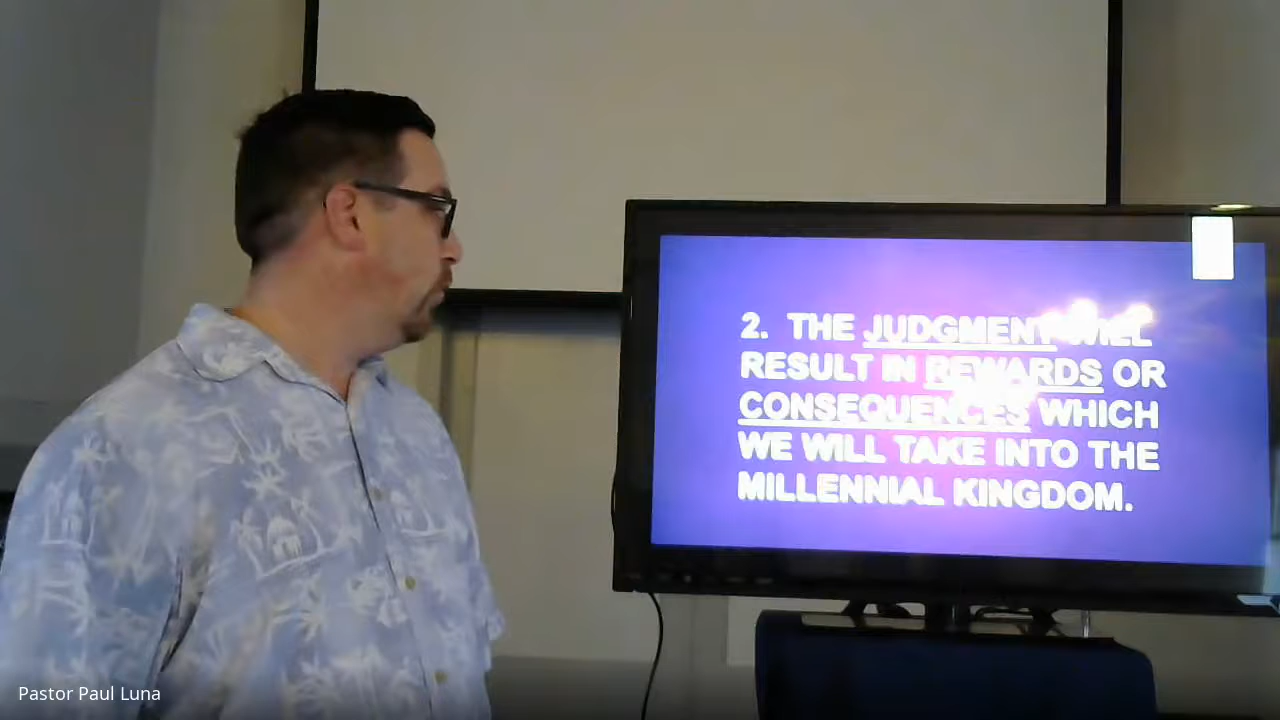 2. THE JUDGMENT WILL
RESULT IN REWARDS OR
CONSEQUENCES WHICH
WE WILL TAKE INTO THE
MILLENNIAL KINGDOM.
Pastor Paul Luna